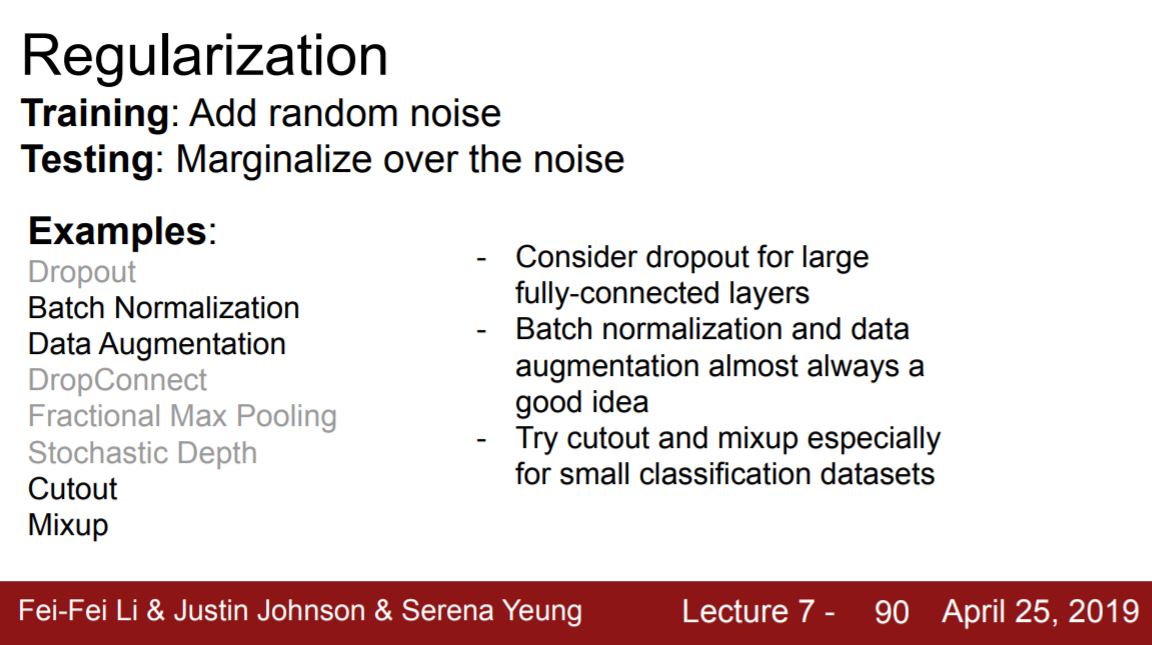 Regularization
Training: Add random noise
Testing: Marginalize over the noise
Examples:
Dropout
Batch Normalization
Data Augmentation
DropConnect
Fractional Max Pooling
Stochastic Depth
Cutout
Mixup
- Consider dropout for large
fully-connected layers
- Batch normalization and data
augmentation almost always a
good idea
- Try cutout and mixup especially
for small classification datasets
Fei-Fei Li & Justin Johnson & Serena Yeung Lecture 7 - 90 April 25, 2019